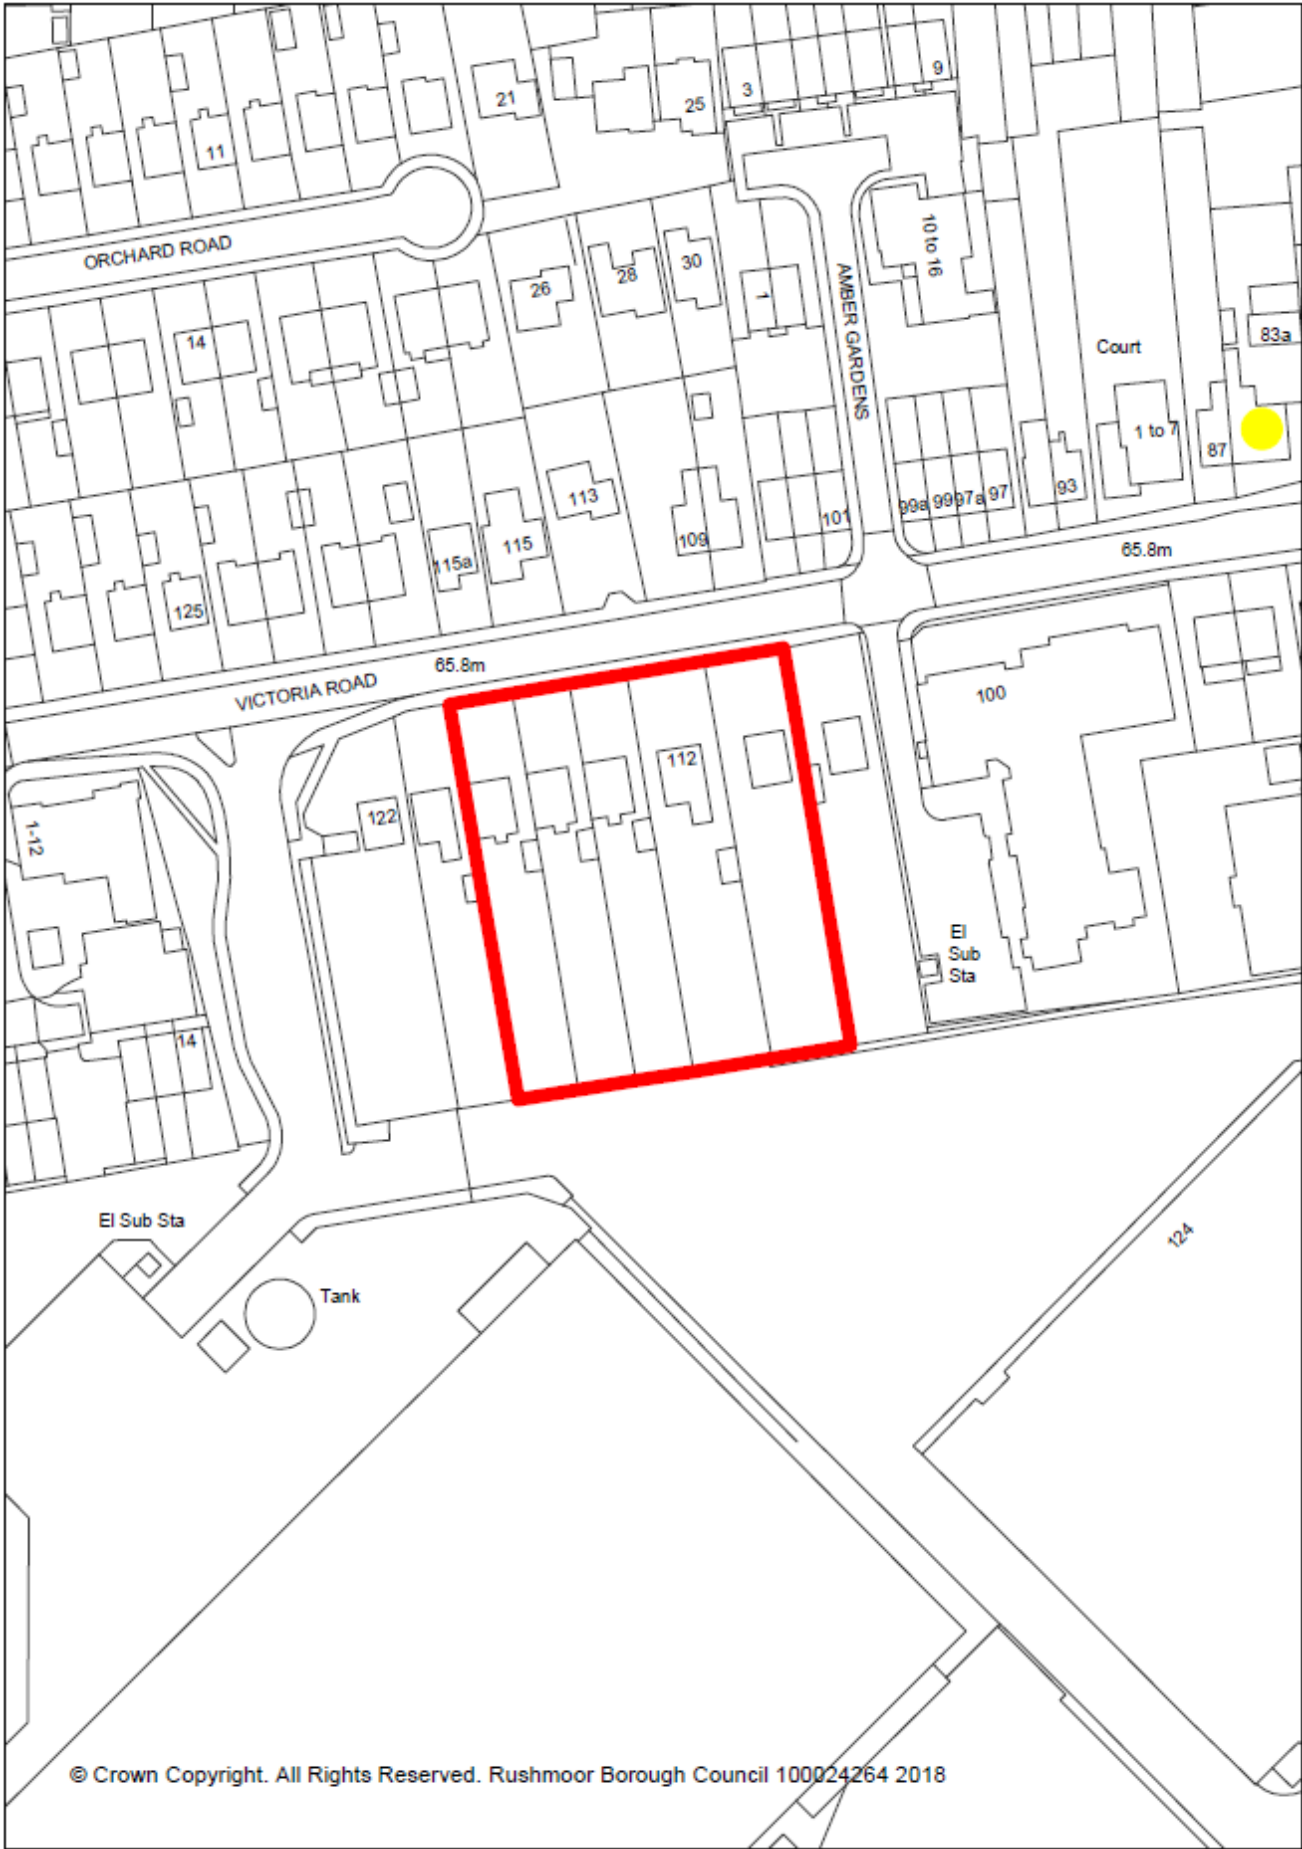 9
3
21
25
11
10 to 16
ORCHARD ROAD
30
28
26
1
AMBER GARDENS
83a
14
Court
1 to 7
87
93
113
99a 99 97a 97
101
109
115
115a
65.8m
125
65.8m
VICTORIA ROAD
100
112
122
1-12
El
Sub
Sta
14
El Sub Sta
124
Tank
© Crown Copyright. All Rights Reserved. Rushmoor Borough Council 100024264 2018